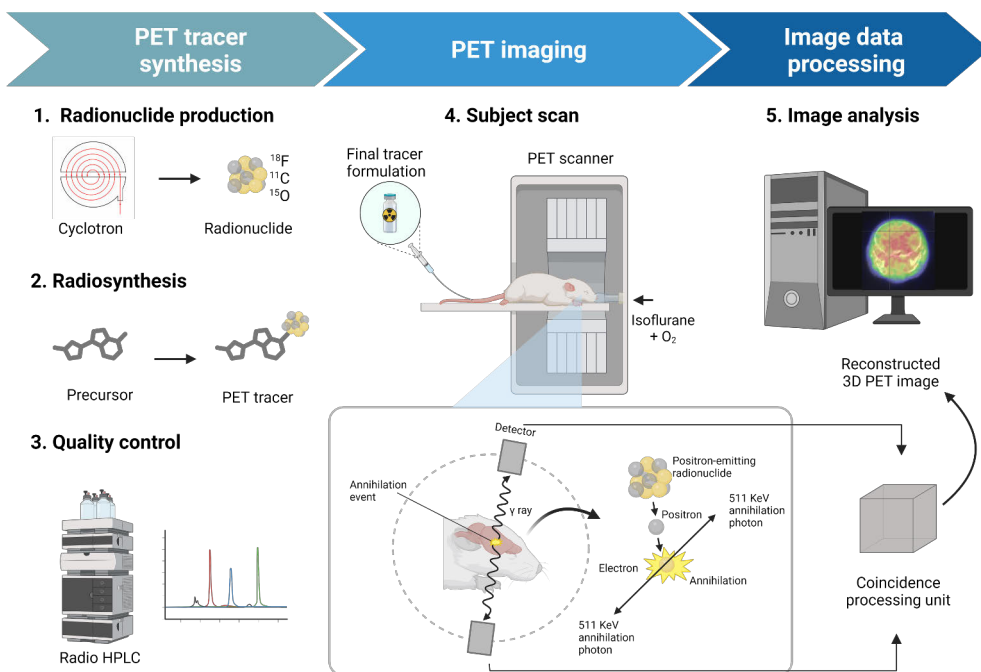 PET tracer
synthesis
PET imaging
Image data
processing
1. Radionuclide production
Cyclotron
18F
11C
15O
Radionuclide
2. Radiosynthesis
Precursor
PET tracer
3. Quality control
Radio HPLC
4. Subject scan
Final tracer
formulation
PET scanner
Isoflurane
+ O2
Detector
Annihilation
event
γ ray
Positron-emitting
radionuclide
Positron
511 KeV
annihilation
photon
Electron
Annihilation
511 KeV
annihilation
photon
5. Image analysis
Reconstructed
3D PET image
Coincidence
processing unit